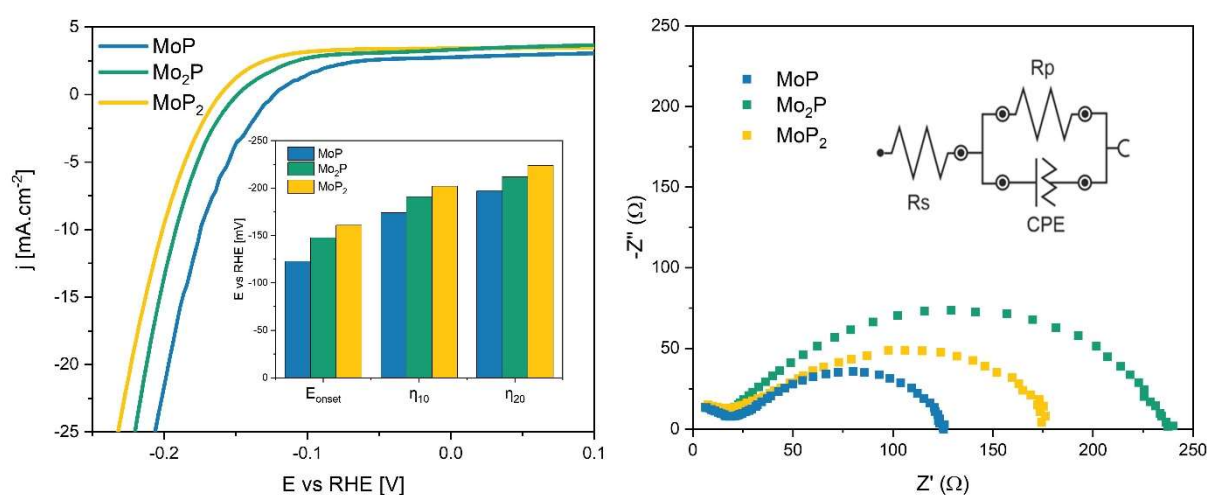 5
0
-5
-10
-15
-20
-25
j [mA.cm⁻²]
MoP
Mo₂P
MoP₂
-250
-200
-150
-100
-50
0
E vs RHE [mV]
MoP
Mo₂P
MoP₂
E_onset
η₁₀
η₂₀
-0.2
-0.1
0.0
0.1
E vs RHE [V]
250
200
150
100
50
0
-Z" (Ω)
MoP
Mo₂P
MoP₂
Rp
Rs
CPE
0
50
100
150
200
250
Z' (Ω)